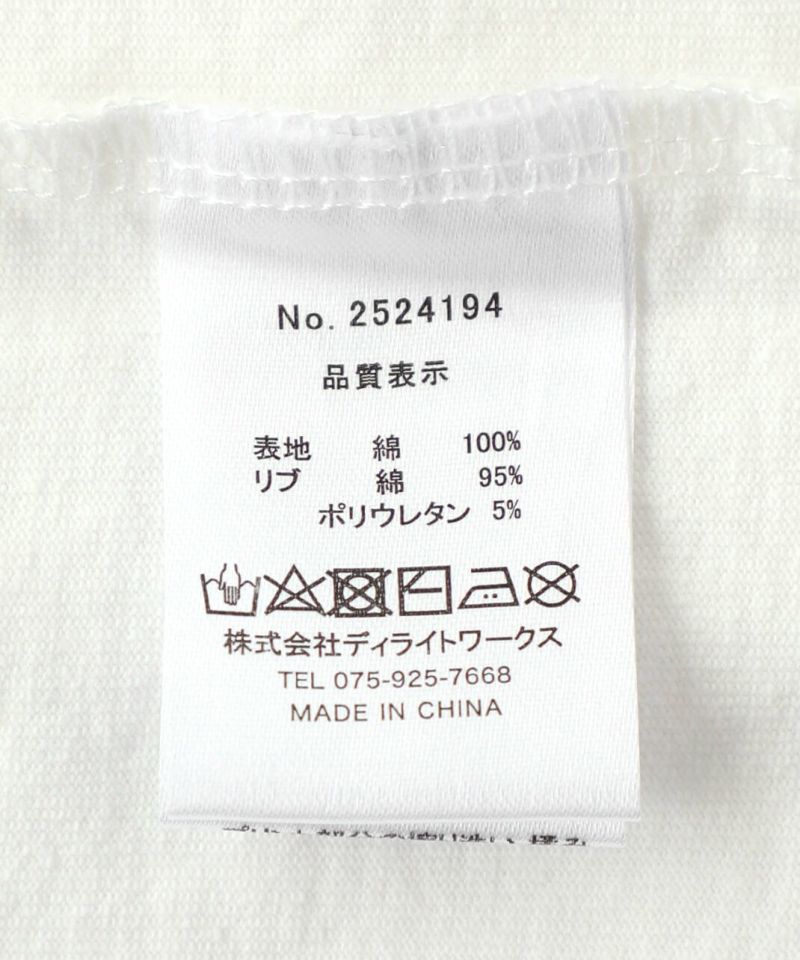 No. 2524194
品質表示
表地 綿 100%
リブ 綿 95%
ポリウレタン 5%
株式会社ディライトワークス
TEL 075-925-7668
MADE IN CHINA